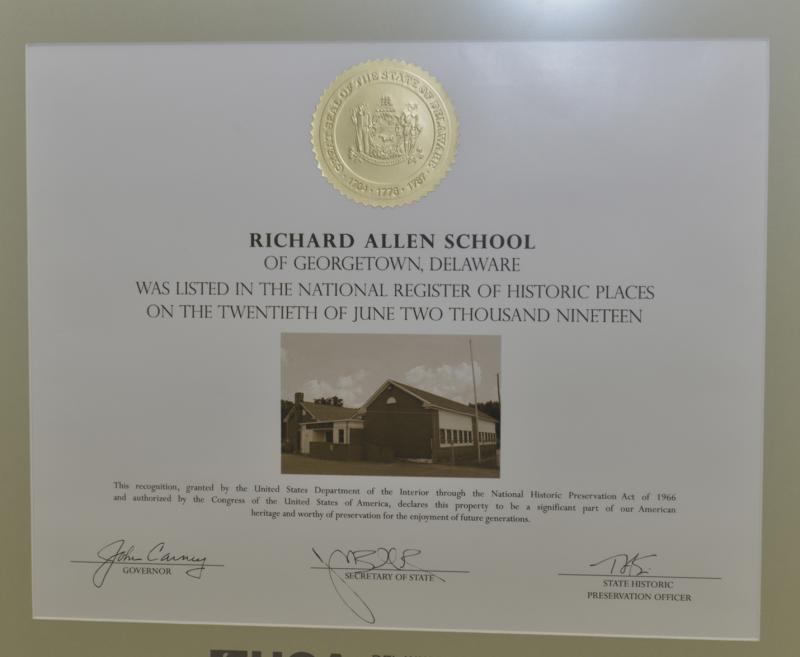 GREAT SEAL OF THE STATE OF DELAWARE
1704 · 1776 · 1787
RICHARD ALLEN SCHOOL
OF GEORGETOWN, DELAWARE
WAS LISTED IN THE NATIONAL REGISTER OF HISTORIC PLACES
ON THE TWENTIETH OF JUNE TWO THOUSAND NINETEEN
This recognition, granted by the United States Department of the Interior through the National Historic Preservation Act of 1966
and authorized by the Congress of the United States of America, declares this property to be a significant part of our American
heritage and worthy of preservation for the enjoyment of future generations.
John Carney
GOVERNOR
SECRETARY OF STATE
STATE HISTORIC
PRESERVATION OFFICER